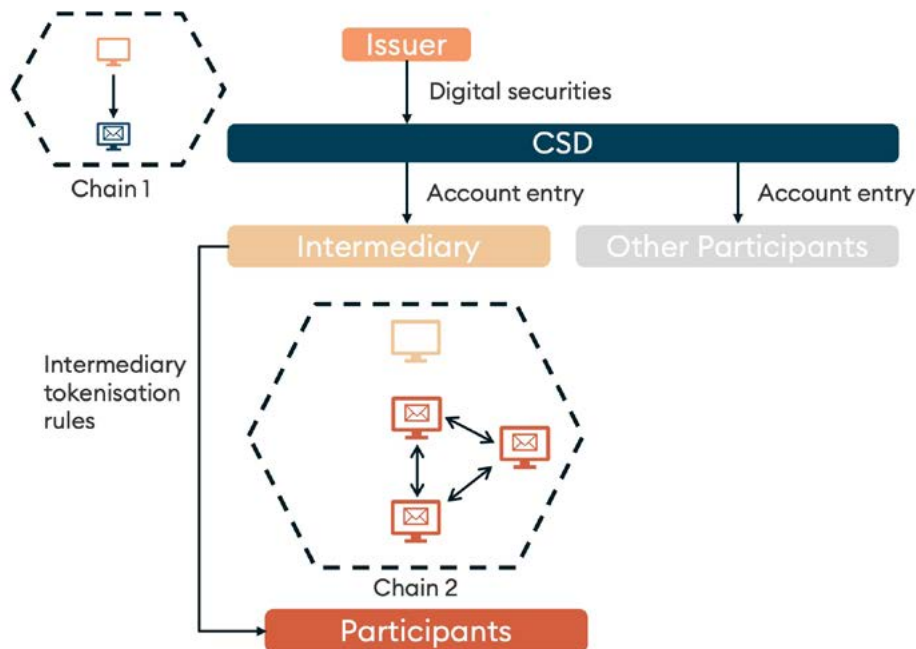 Issuer
Digital securities
CSD
Chain 1
Account entry
Account entry
Intermediary
Other Participants
Intermediary
tokenisation
rules
Chain 2
Participants